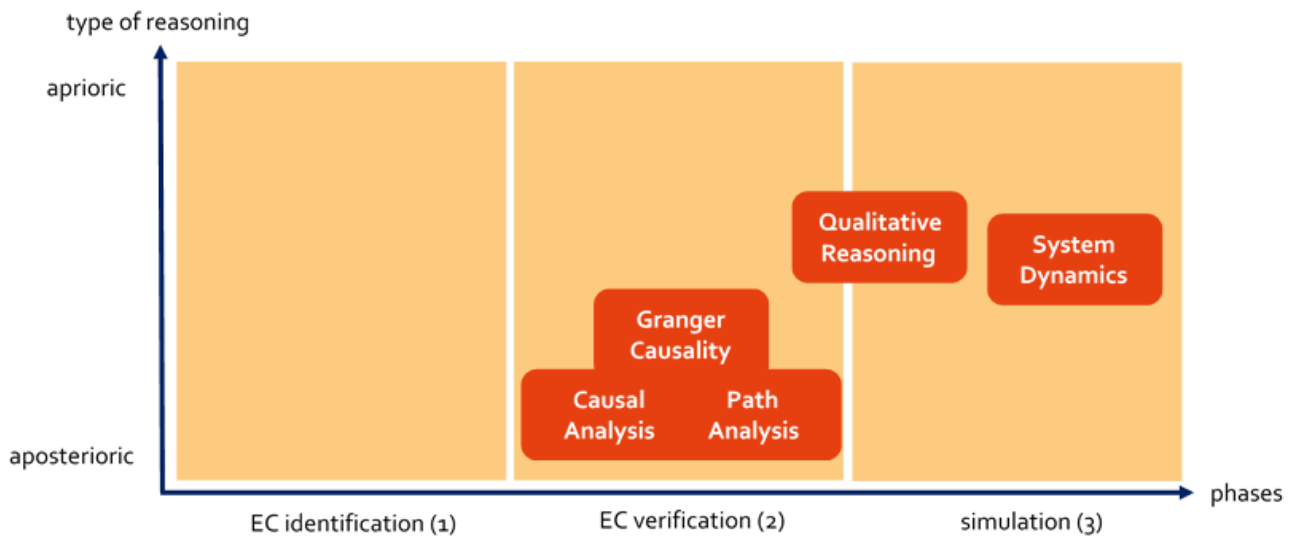 type of reasoning
aprioric
Qualitative
Reasoning
System
Dynamics
Granger
Causality
Causal
Analysis
Path
Analysis
aposterioric
phases
EC identification (1)
EC verification (2)
simulation (3)